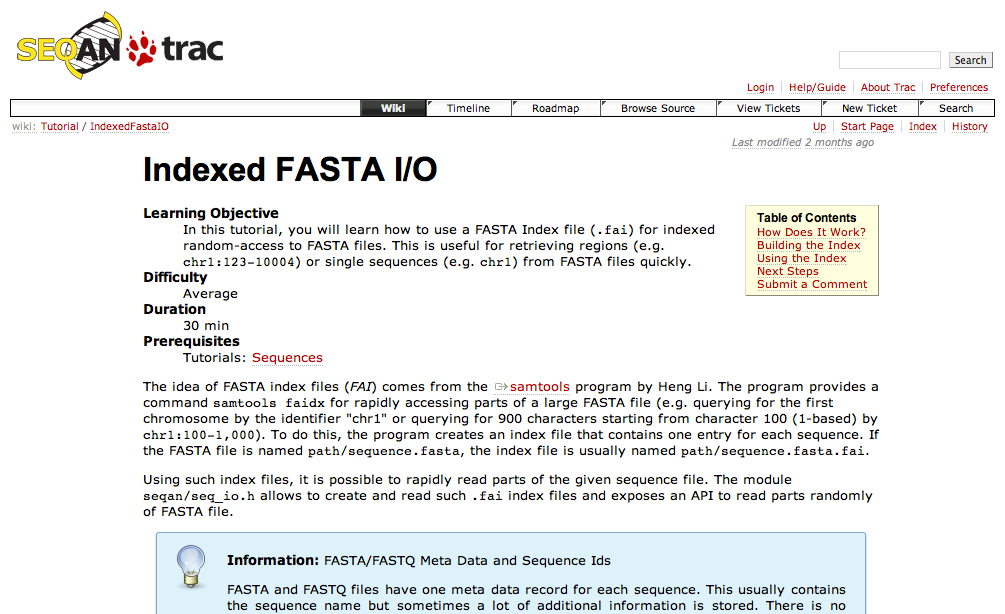 SEQAN trac
Search
Login Help/Guide About Trac Preferences
Wiki Timeline Roadmap Browse Source View Tickets New Ticket Search
wiki: Tutorial / IndexedFastaIO
Up Start Page Index History
Last modified 2 months ago
Indexed FASTA I/O
Learning Objective
In this tutorial, you will learn how to use a FASTA Index file (.fai) for indexed
random-access to FASTA files. This is useful for retrieving regions (e.g.
chr1:123-10004) or single sequences (e.g. chr1) from FASTA files quickly.
Difficulty
Average
Duration
30 min
Prerequisites
Tutorials: Sequences
Table of Contents
How Does It Work?
Building the Index
Using the Index
Next Steps
Submit a Comment
The idea of FASTA index files (FAI) comes from the samtools program by Heng Li. The program provides a
command samtools faidx for rapidly accessing parts of a large FASTA file (e.g. querying for the first
chromosome by the identifier "chr1" or querying for 900 characters starting from character 100 (1-based) by
chr1:100-1,000). To do this, the program creates an index file that contains one entry for each sequence. If
the FASTA file is named path/sequence.fasta, the index file is usually named path/sequence.fasta.fai.
Using such index files, it is possible to rapidly read parts of the given sequence file. The module
seqan/seq_io.h allows to create and read such .fai index files and exposes an API to read parts randomly
of FASTA file.
Information: FASTA/FASTQ Meta Data and Sequence Ids
FASTA and FASTQ files have one meta data record for each sequence. This usually contains
the sequence name but sometimes a lot of additional information is stored. There is no